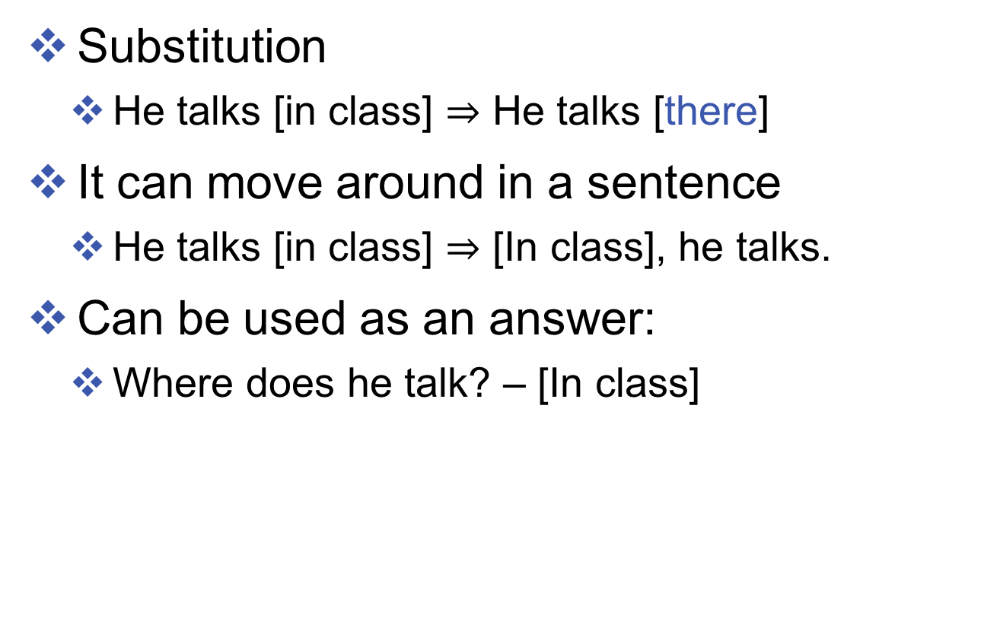 ❖ Substitution
❖ He talks [in class] ⇒ He talks [there]
❖ It can move around in a sentence
❖ He talks [in class] ⇒ [In class], he talks.
❖ Can be used as an answer:
❖ Where does he talk? – [In class]